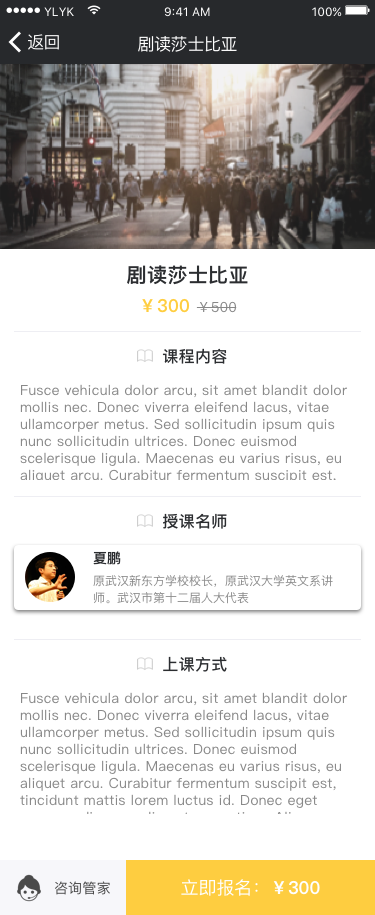 YLYK 9:41 AM 100%
返回 剧读莎士比亚
剧读莎士比亚
¥300 ¥500
课程内容
Fusce vehicula dolor arcu, sit amet blandit dolor
mollis nec. Donec viverra eleifend lacus, vitae
ullamcorper metus. Sed sollicitudin ipsum quis
nunc sollicitudin ultrices. Donec euismod
scelerisque ligula. Maecenas eu varius risus, eu
aliquet arcu. Curabitur fermentum suscipit est,
授课名师
夏鹏
原武汉新东方学校校长，原武汉大学英文系讲
师。武汉市第十二届人大代表
上课方式
Fusce vehicula dolor arcu, sit amet blandit dolor
mollis nec. Donec viverra eleifend lacus, vitae
ullamcorper metus. Sed sollicitudin ipsum quis
nunc sollicitudin ultrices. Donec euismod
scelerisque ligula. Maecenas eu varius risus, eu
aliquet arcu. Curabitur fermentum suscipit est,
tincidunt mattis lorem luctus id. Donec eget
咨询管家 立即报名：¥300